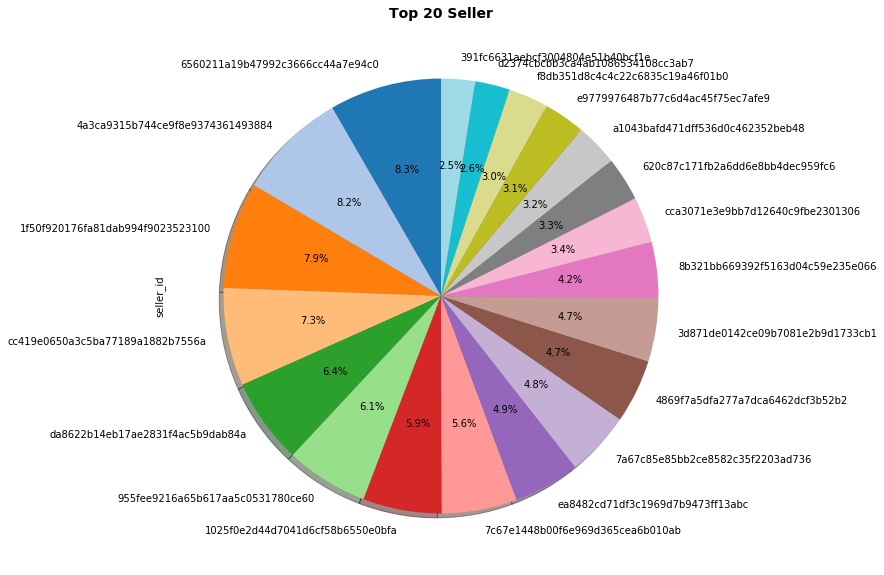 Top 20 Seller
391fc6631aebcf3004804e51b40bcf1e
d2374cbcbb3ca4ab1086534108cc3ab7
f8db351d8c4c4c22c6835c19a46f01b0
e9779976487b77c6d4ac45f75ec7afe9
a1043bafd471dff536d0c462352beb48
620c87c171fb2a6dd6e8bb4dec959fc6
cca3071e3e9bb7d12640c9fbe2301306
8b321bb669392f5163d04c59e235e066
3d871de0142ce09b7081e2b9d1733cb1
4869f7a5dfa277a7dca6462dcf3b52b2
7a67c85e85bb2ce8582c35f2203ad736
ea8482cd71df3c1969d7b9473ff13abc
7c67e1448b00f6e969d365cea6b010ab
1025f0e2d44d7041d6cf58b6550e0bfa
955fee9216a65b617aa5c0531780ce60
da8622b14eb17ae2831f4ac5b9dab84a
cc419e0650a3c5ba77189a1882b7556a
1f50f920176fa81dab994f9023523100
4a3ca9315b744ce9f8e9374361493884
6560211a19b47992c3666cc44a7e94c0
seller_id
8.3%
8.2%
7.9%
7.3%
6.4%
6.1%
5.9%
5.6%
4.9%
4.8%
4.7%
4.7%
4.2%
3.4%
3.3%
3.2%
3.1%
3.0%
2.6%
2.5%